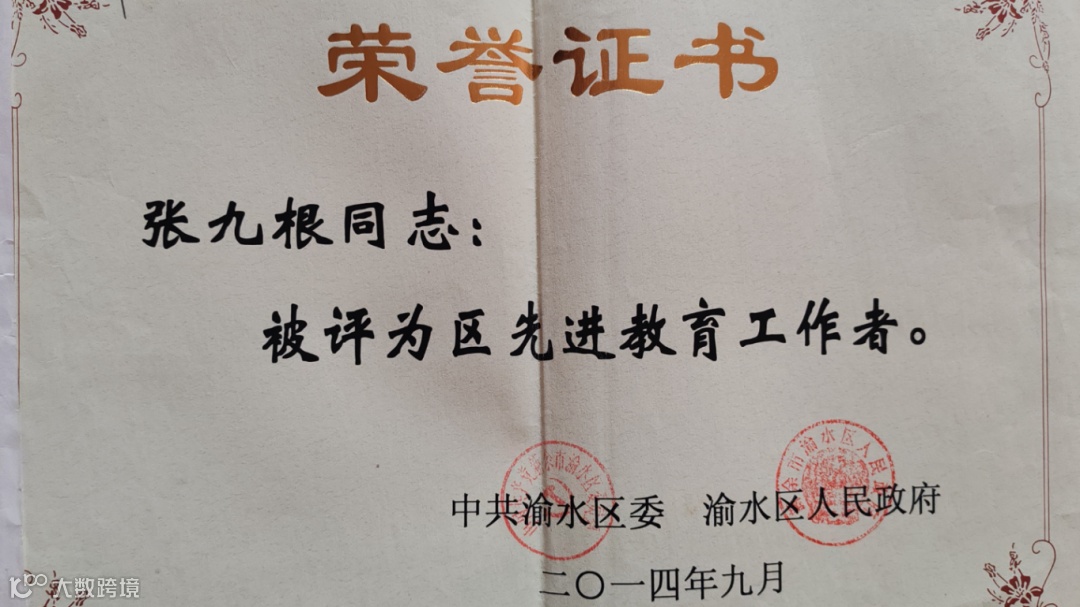 荣誉证书
张九根同志：
被评为区先进教育工作者。
中共渝水区委 渝水区人民政府
二〇一四年九月
大数跨境